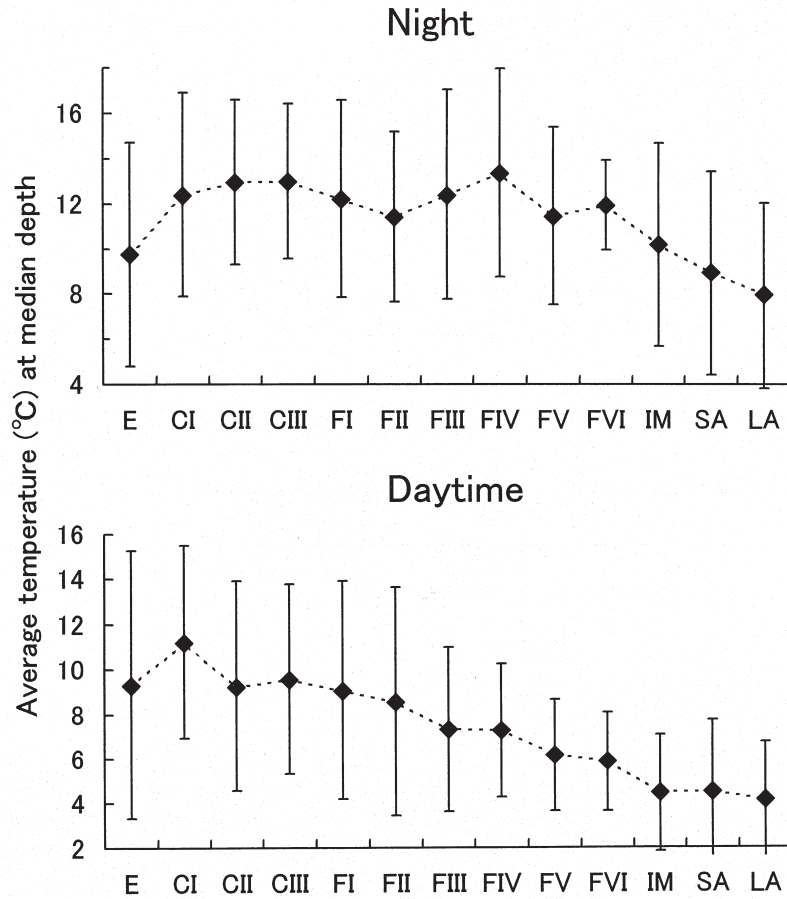 Night
Average temperature (℃) at median depth
16
12
8
4
E CI CII CIII FI FII FIII FIV FV FVI IM SA LA
Daytime
16
14
12
10
8
6
4
2
E CI CII CIII FI FII FIII FIV FV FVI IM SA LA